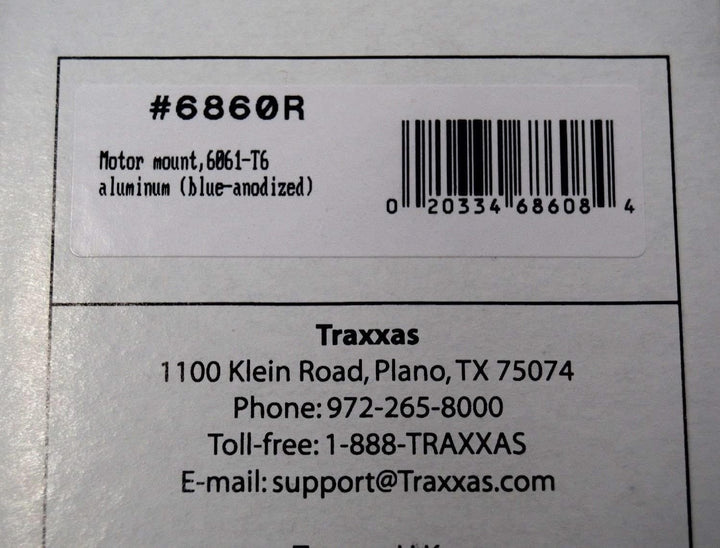 #6860R
Motor mount,6061-T6
aluminum (blue-anodized)
0 20334 68608 4
Traxxas
1100 Klein Road, Plano, TX 75074
Phone: 972-265-8000
Toll-free: 1-888-TRAXXAS
E-mail: support@Traxxas.com